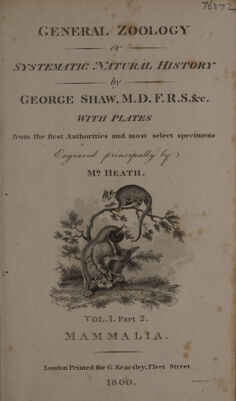 76372
GENERAL ZOOLOGY
or
SYSTEMATIC NATURAL HISTORY
by
GEORGE SHAW, M.D. F.R.S. &c.
WITH PLATES
from the first Authorities and most select specimens
Engraved principally by
Mr. HEATH.
VOL. I. Part 2.
MAMMALIA.
London Printed for G. Kearsley, Fleet Street
1800.